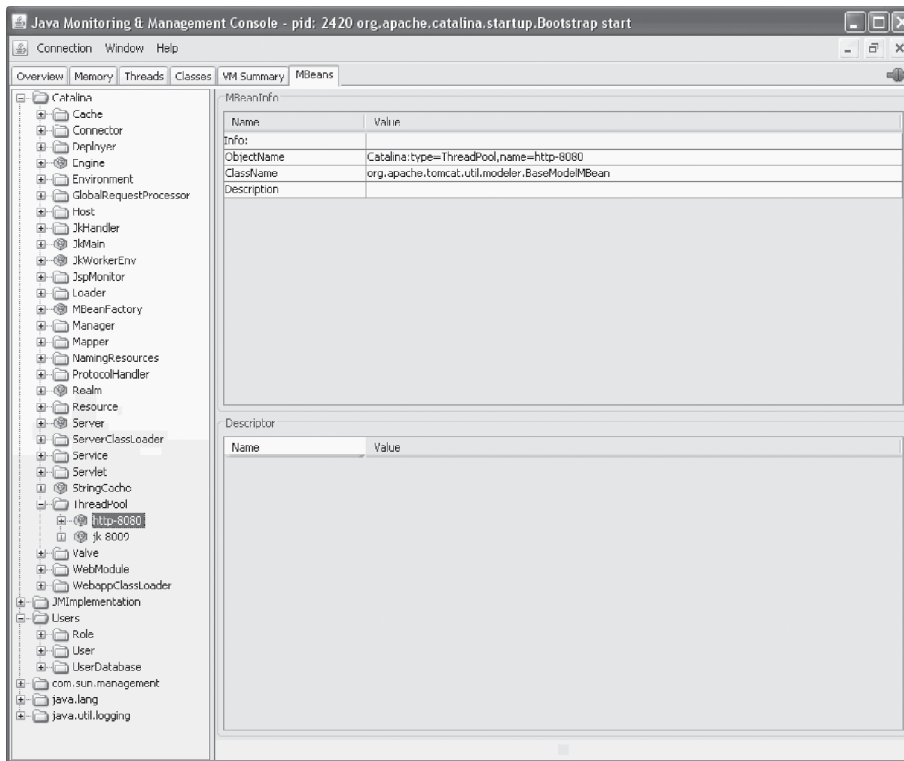 Java Monitoring & Management Console - pid: 2420 org.apache.catalina.startup.Bootstrap start
Connection Window Help
Overview Memory Threads Classes VM Summary MBeans
Catalina
Cache
Connector
Deployer
Engine
Environment
GlobalRequestProcessor
Host
JkHandler
JkMain
JkWorkerEnv
JspMonitor
Loader
MBeanFactory
Manager
Mapper
NamingResources
ProtocolHandler
Realm
Resource
Server
ServerClassLoader
Service
Servlet
StringCache
ThreadPool
http-8080
jk-8009
Valve
WebModule
WebappClassLoader
JMImplementation
Users
Role
User
UserDatabase
com.sun.management
java.lang
java.util.logging
MBeanInfo
Name Value
Info:
ObjectName Catalina:type=ThreadPool,name=http-8080
ClassName org.apache.tomcat.util.modeler.BaseModelMBean
Description
Descriptor
Name Value